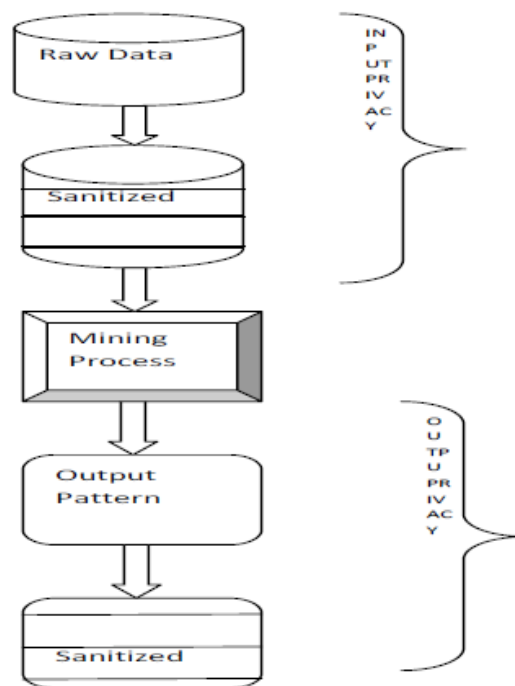 Raw Data
IN
P
UT
PR
IV
AC
Y
Sanitized
Mining
Process
O
U
TP
U
PR
IV
AC
Y
Output
Pattern
Sanitized